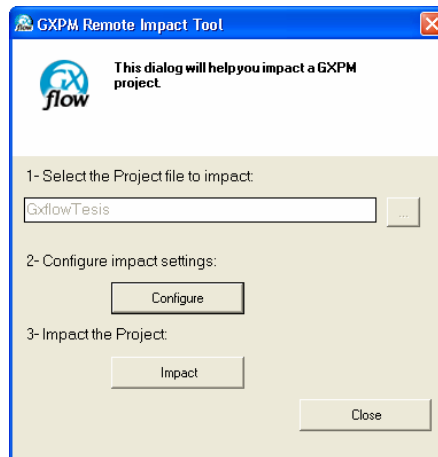 GXPM Remote Impact Tool
GX
flow
This dialog will help you impact a GXPM
project.
1- Select the Project file to impact:
GxflowTesis
...
2- Configure impact settings:
Configure
3- Impact the Project:
Impact
Close